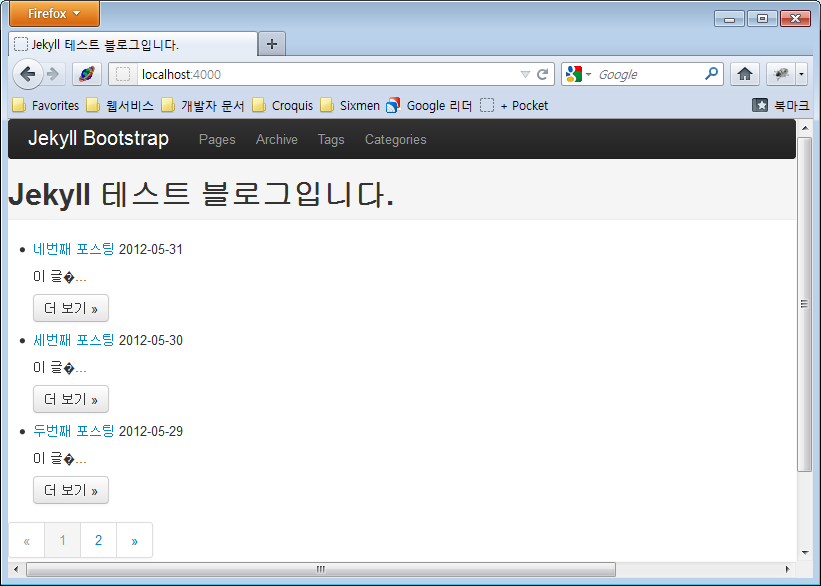 Firefox
Jekyll 테스트 블로그입니다.
localhost:4000
Google
Favorites 웹서비스 개발자 문서 Croquis Sixmen Google 리더 + Pocket 북마크
Jekyll Bootstrap Pages Archive Tags Categories
Jekyll 테스트 블로그입니다.
네번째 포스팅 2012-05-31
이 글�...
더 보기 »
세번째 포스팅 2012-05-30
이 글�...
더 보기 »
두번째 포스팅 2012-05-29
이 글�...
더 보기 »
« 1 2 »